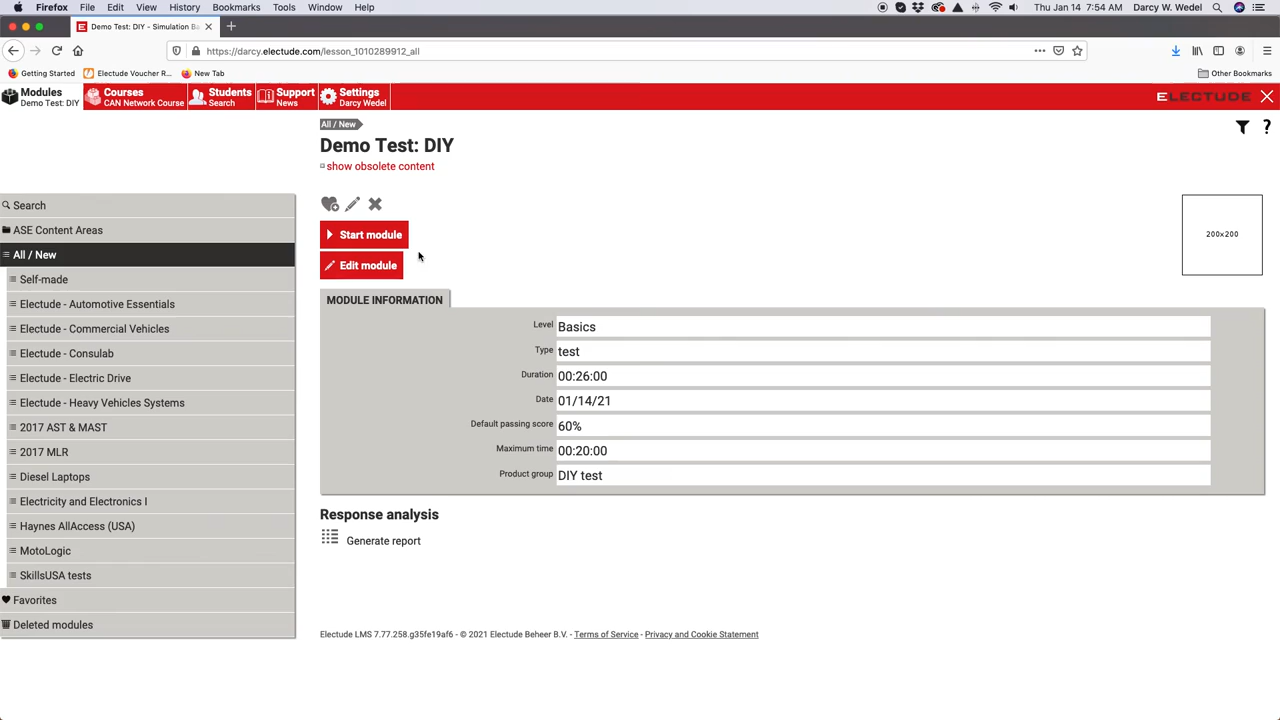 Firefox File Edit View History Bookmarks Tools Window Help Thu Jan 14 7:54 AM Darcy W. Wedel
Demo Test: DIY - Simulation Ba
https://darcy.electude.com/lesson_1010289912_all
Getting Started Electude Voucher R... New Tab Other Bookmarks
Modules Courses Students Support Settings
Demo Test: DIY CAN Network Course Search News Darcy Wedel
ELECTUDE
All / New
Demo Test: DIY
show obsolete content
Search
ASE Content Areas
All / New
Self-made
Electude - Automotive Essentials
Electude - Commercial Vehicles
Electude - Consulab
Electude - Electric Drive
Electude - Heavy Vehicles Systems
2017 AST & MAST
2017 MLR
Diesel Laptops
Electricity and Electronics I
Haynes AllAccess (USA)
MotoLogic
SkillsUSA tests
Favorites
Deleted modules
Start module
Edit module
200x200
MODULE INFORMATION
Level Basics
Type test
Duration 00:26:00
Date 01/14/21
Default passing score 60%
Maximum time 00:20:00
Product group DIY test
Response analysis
Generate report
Electude LMS 7.77.258.g35fe19af6 - © 2021 Electude Beheer B.V. - Terms of Service - Privacy and Cookie Statement